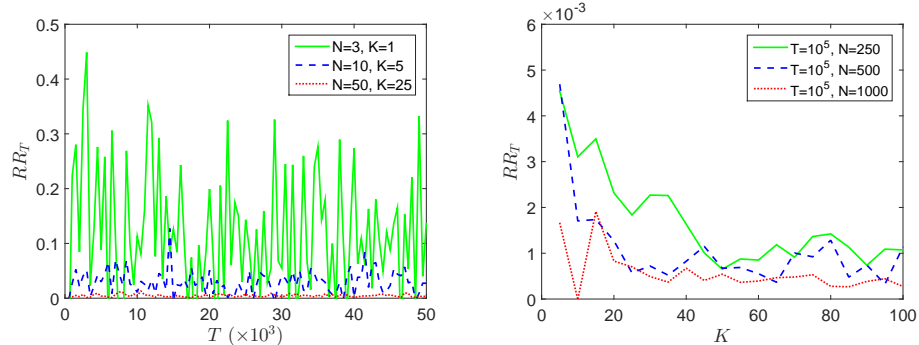 0.5
0.4
0.3
0.2
0.1
0
RR_T
0 10 20 30 40 50
T (×10^3)
N=3, K=1
N=10, K=5
N=50, K=25
×10^-3
6
5
4
3
2
1
0
RR_T
0 20 40 60 80 100
K
T=10^5, N=250
T=10^5, N=500
T=10^5, N=1000